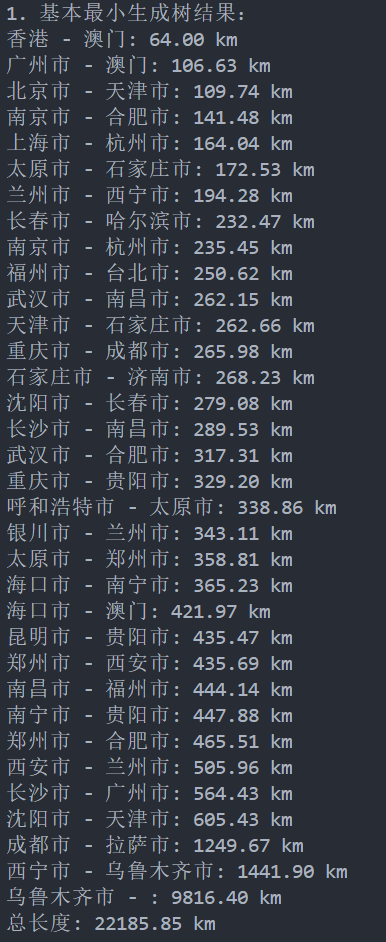 1. 基本最小生成树结果:
香港 - 澳门: 64.00 km
广州市 - 澳门: 106.63 km
北京市 - 天津市: 109.74 km
南京市 - 合肥市: 141.48 km
上海市 - 杭州市: 164.04 km
太原市 - 石家庄市: 172.53 km
兰州市 - 西宁市: 194.28 km
长春市 - 哈尔滨市: 232.47 km
南京市 - 杭州市: 235.45 km
福州市 - 台北市: 250.62 km
武汉市 - 南昌市: 262.15 km
天津市 - 石家庄市: 262.66 km
重庆市 - 成都市: 265.98 km
石家庄市 - 济南市: 268.23 km
沈阳市 - 长春市: 279.08 km
长沙市 - 南昌市: 289.53 km
武汉市 - 合肥市: 317.31 km
重庆市 - 贵阳市: 329.20 km
呼和浩特市 - 太原市: 338.86 km
银川市 - 兰州市: 343.11 km
太原市 - 郑州市: 358.81 km
海口市 - 南宁市: 365.23 km
海口市 - 澳门: 421.97 km
昆明市 - 贵阳市: 435.47 km
郑州市 - 西安市: 435.69 km
南昌市 - 福州市: 444.14 km
南宁市 - 贵阳市: 447.88 km
郑州市 - 合肥市: 465.51 km
西安市 - 兰州市: 505.96 km
长沙市 - 广州市: 564.43 km
沈阳市 - 天津市: 605.43 km
成都市 - 拉萨市: 1249.67 km
西宁市 - 乌鲁木齐市: 1441.90 km
乌鲁木齐市 - : 9816.40 km
总长度: 22185.85 km